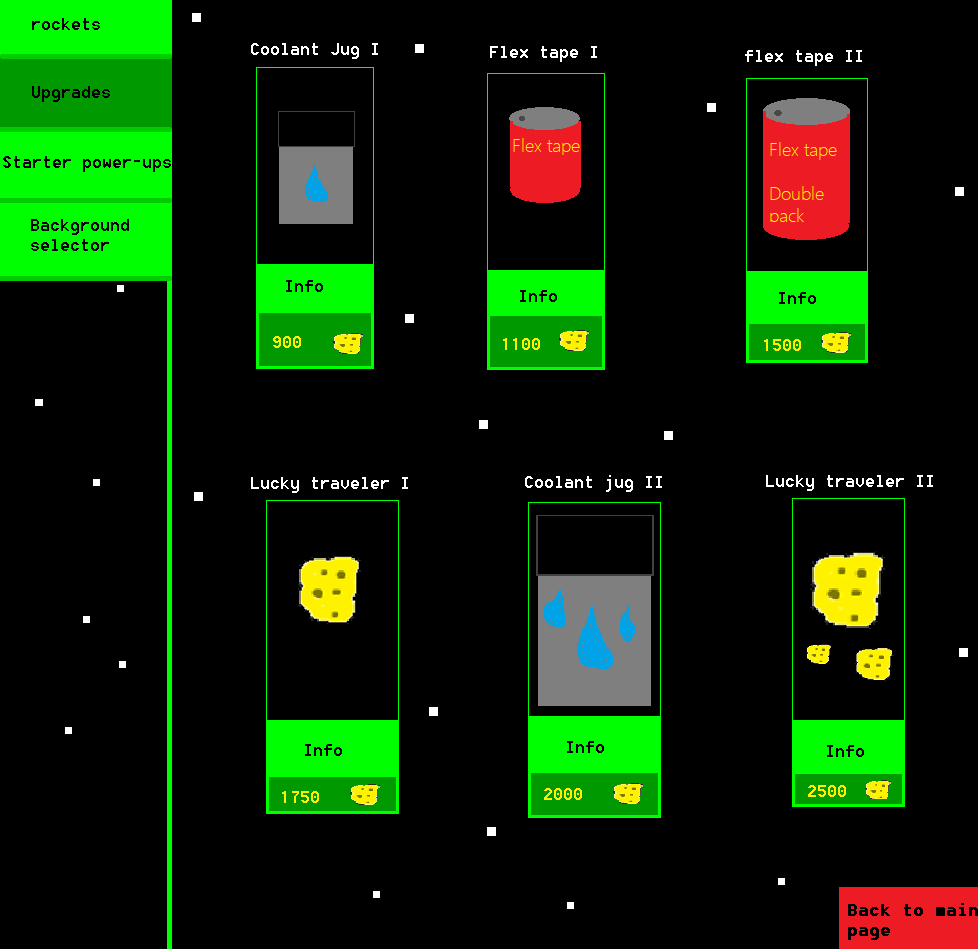 rockets
Upgrades
Starter power-ups
Background
selector
Coolant Jug I
Flex tape
Info
900
Flex tape I
Info
1100
flex tape II
Flex tape
Double
pack
Info
1500
Lucky traveler I
Info
1750
Coolant jug II
Info
2000
Lucky traveler II
Info
2500
Back to main
page